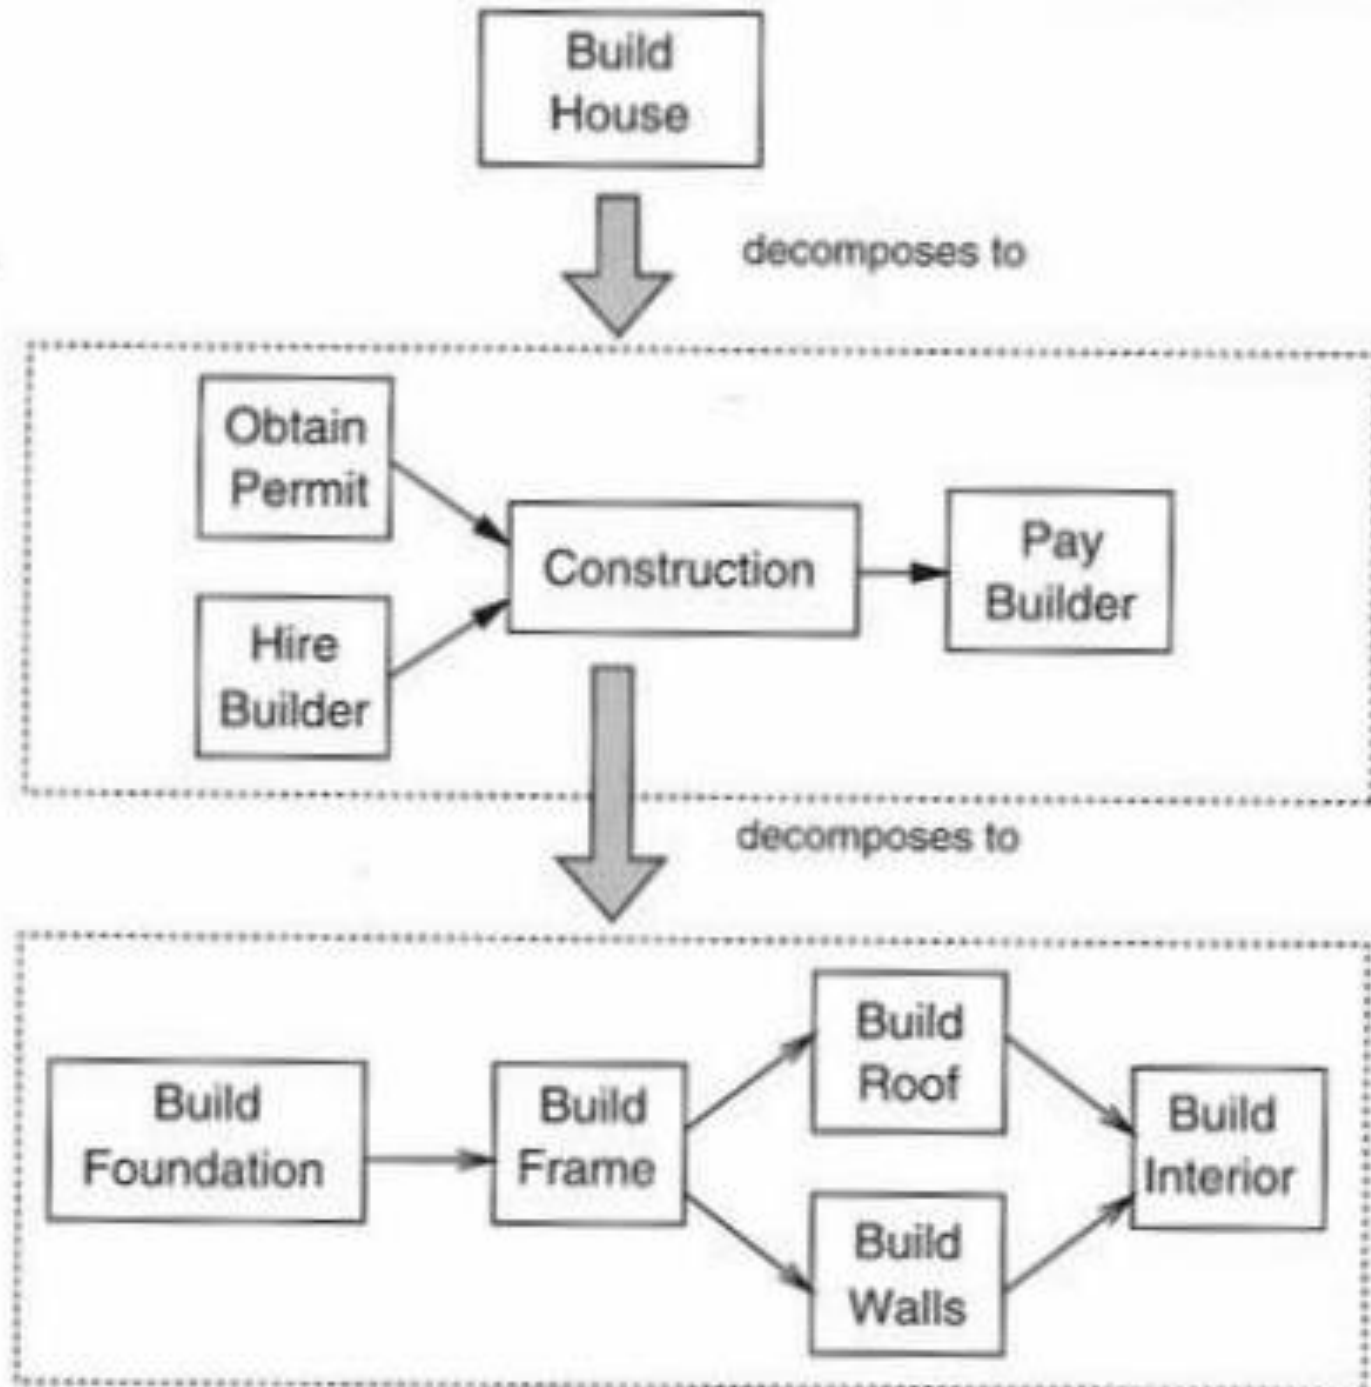 Build
House
decomposes to
Obtain
Permit
Hire
Builder
Construction
Pay
Builder
decomposes to
Build
Foundation
Build
Frame
Build
Roof
Build
Walls
Build
Interior